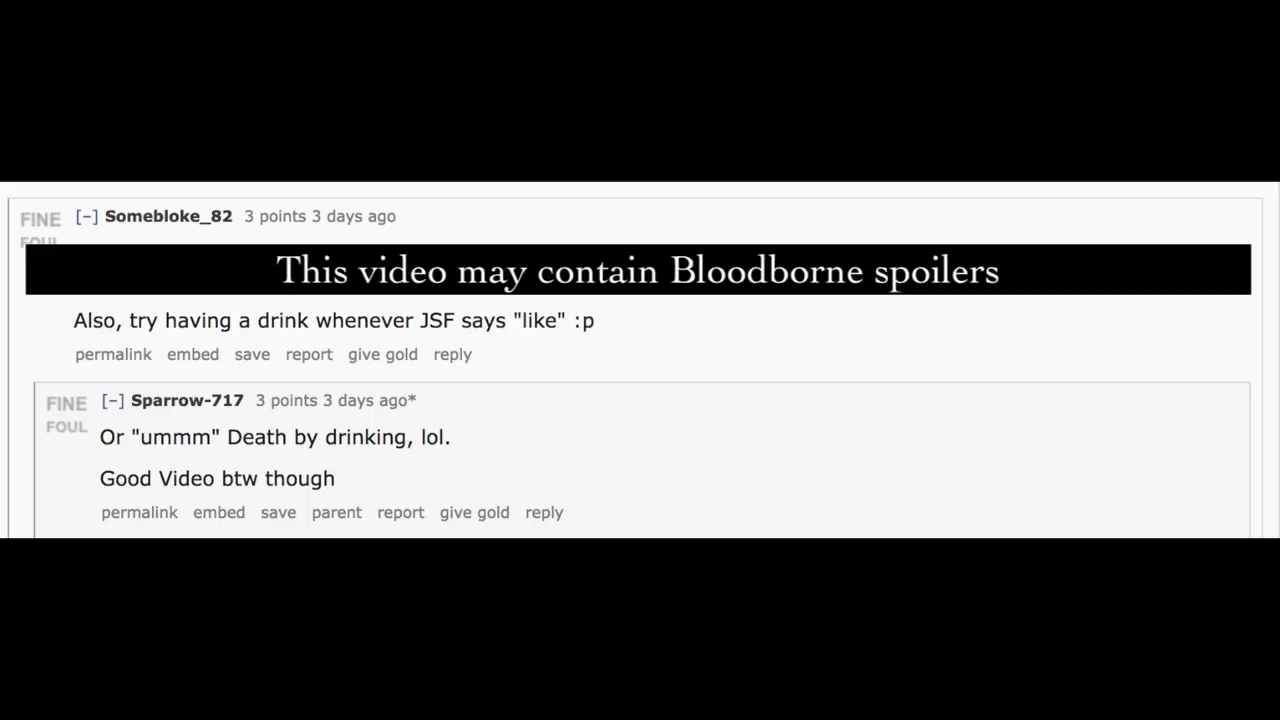 FINE [–] Somebloke_82 3 points 3 days ago
FOUL
This video may contain Bloodborne spoilers
Also, try having a drink whenever JSF says "like" :p
permalink embed save report give gold reply
FINE [–] Sparrow-717 3 points 3 days ago*
FOUL
Or "ummm" Death by drinking, lol.
Good Video btw though
permalink embed save parent report give gold reply